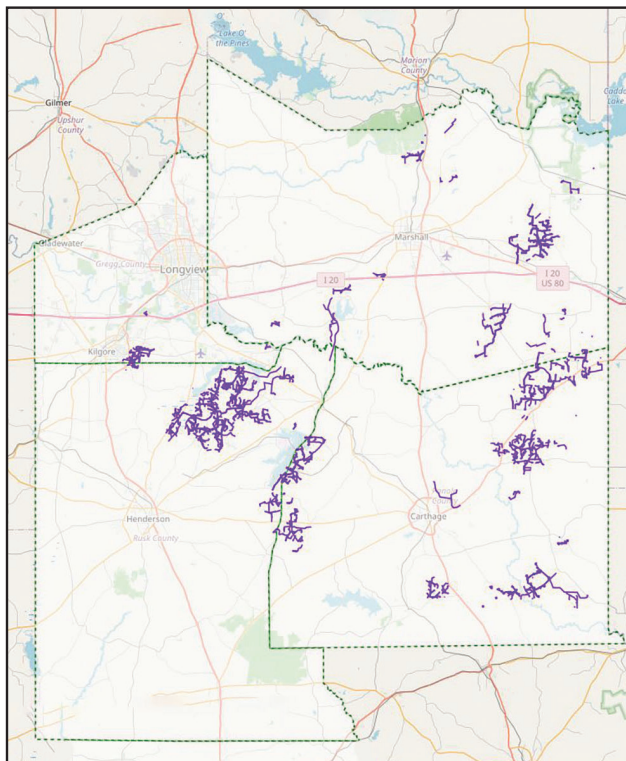 Lake O'
the Pines
Marion
County
Caddo
Lake
Gilmer
Upshur
County
Gladewater
Marshall
Gregg County
Longview
I 20
I 20
US 80
Kilgore
Henderson
Rusk County
Carthage